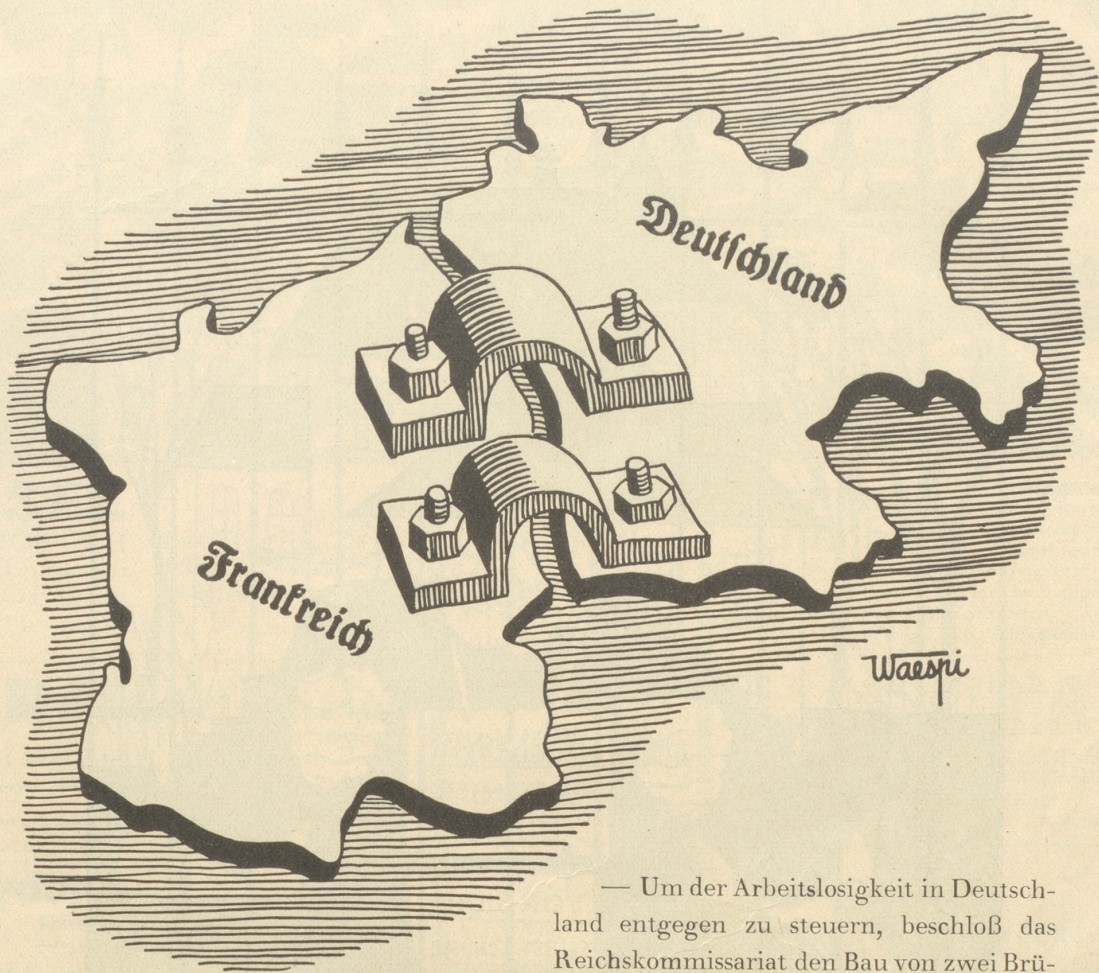 Deutschland
Frankreich
Waespi
— Um der Arbeitslosigkeit in Deutsch-
land entgegen zu steuern, beschloß das
Reichskommissariat den Bau von zwei Brü-